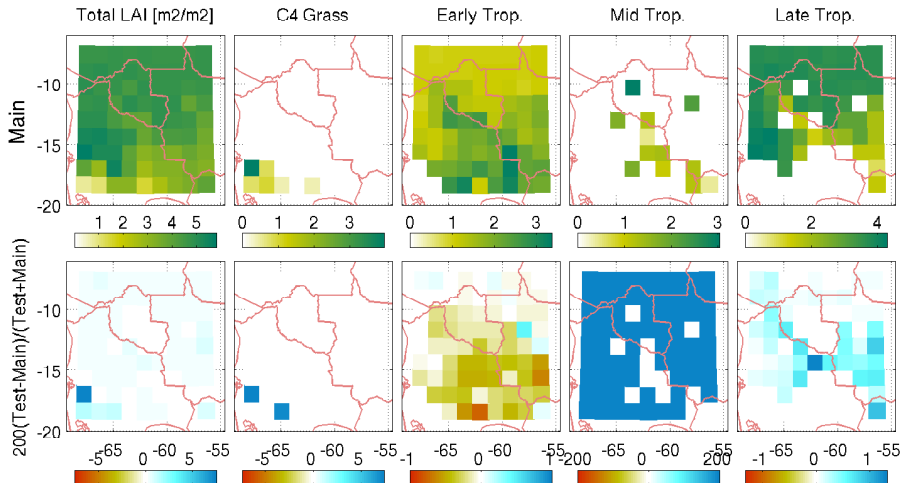 Total LAI [m2/m2] C4 Grass Early Trop. Mid Trop. Late Trop.
Main
-10
-15
-20
1 2 3 4 5 0 1 2 3 0 1 2 3 0 1 2 3 0 2 4
200(Test-Main)/(Test+Main)
-10
-15
-20
-65 -60 -55 -65 -60 -55 -65 -60 -55 -65 -60 -55 -65 -60 -55
-5 0 5 -5 0 5 -1 0 1 -200 0 200 -1 0 1